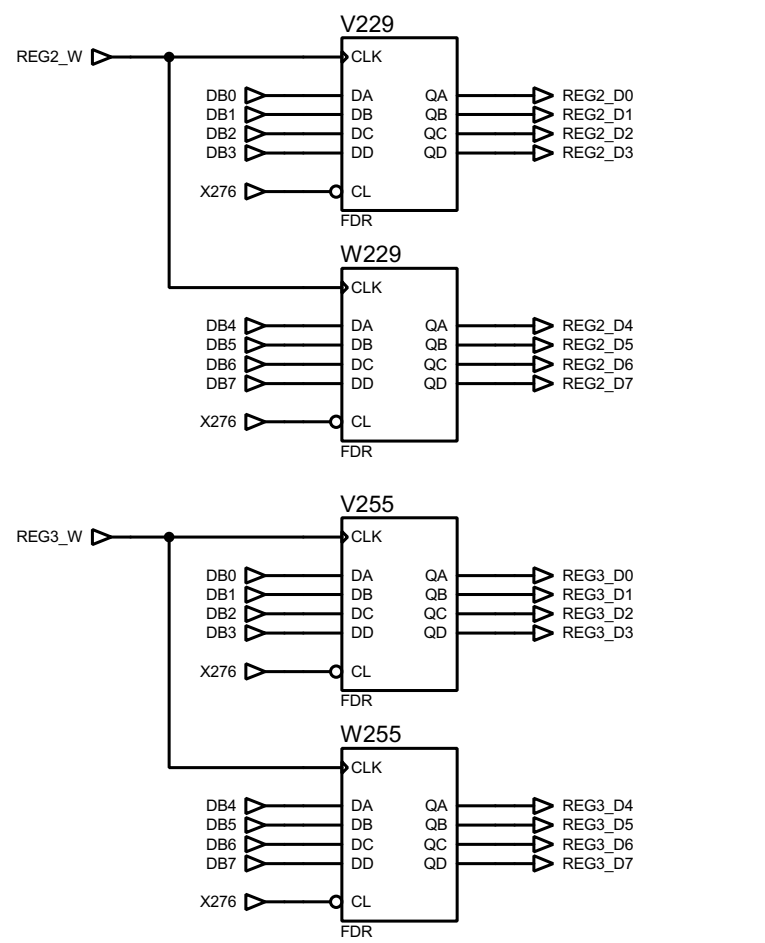 V229
REG2_W CLK
DB0 DA QA REG2_D0
DB1 DB QB REG2_D1
DB2 DC QC REG2_D2
DB3 DD QD REG2_D3
X276 CL
FDR
W229
CLK
DB4 DA QA REG2_D4
DB5 DB QB REG2_D5
DB6 DC QC REG2_D6
DB7 DD QD REG2_D7
X276 CL
FDR
V255
REG3_W CLK
DB0 DA QA REG3_D0
DB1 DB QB REG3_D1
DB2 DC QC REG3_D2
DB3 DD QD REG3_D3
X276 CL
FDR
W255
CLK
DB4 DA QA REG3_D4
DB5 DB QB REG3_D5
DB6 DC QC REG3_D6
DB7 DD QD REG3_D7
X276 CL
FDR